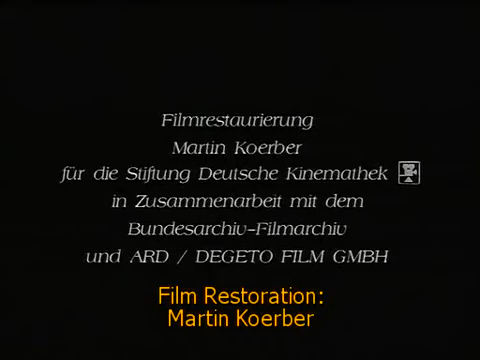 Filmrestaurierung
Martin Koerber
für die Stiftung Deutsche Kinemathek
in Zusammenarbeit mit dem
Bundesarchiv-Filmarchiv
und ARD / DEGETO FILM GMBH
Film Restoration:
Martin Koerber